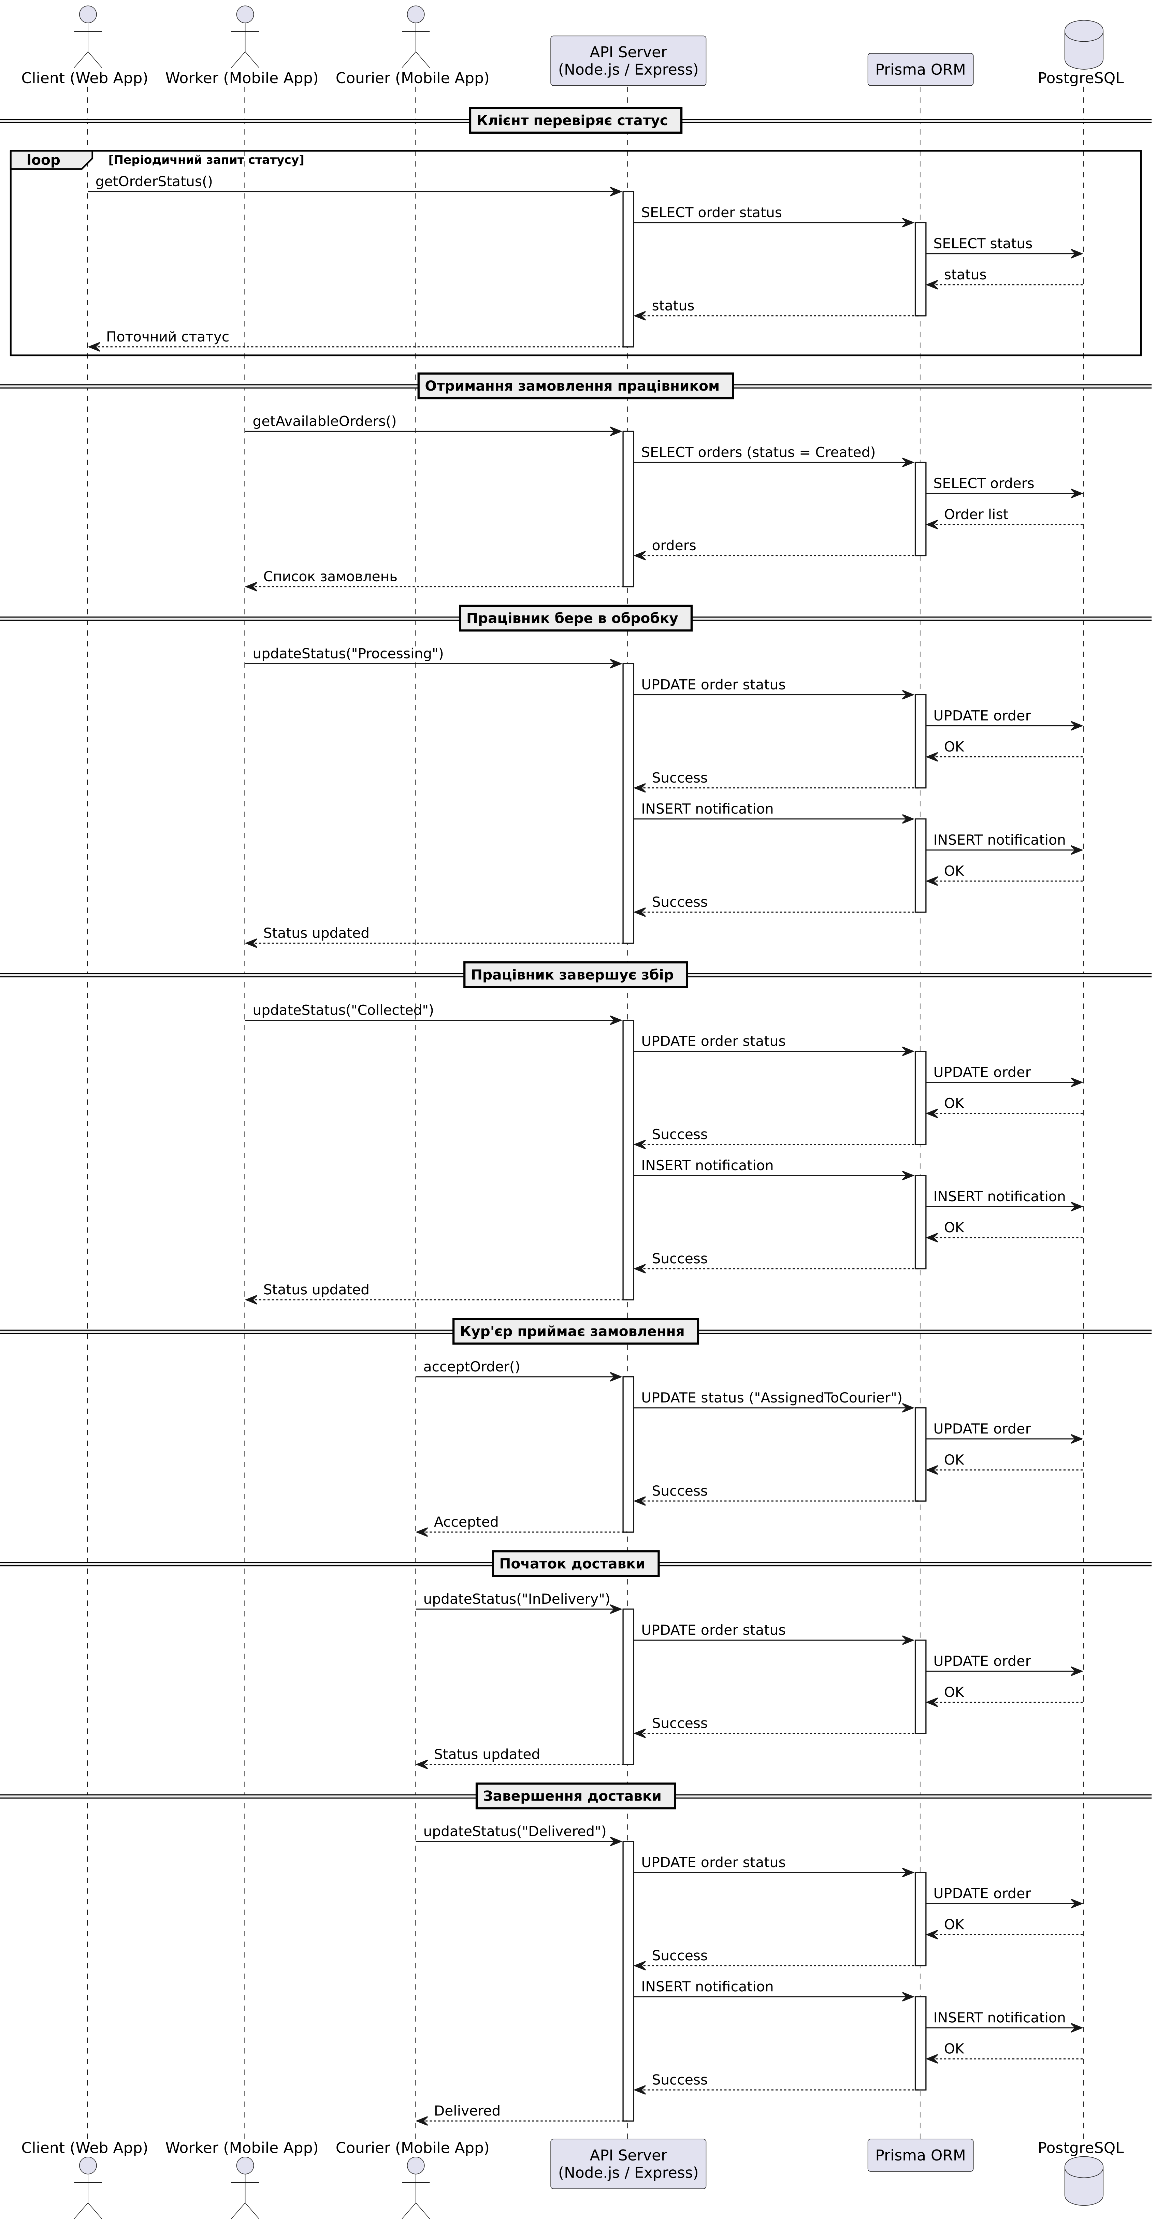 Client (Web App)
Worker (Mobile App)
Courier (Mobile App)
API Server
(Node.js / Express)
Prisma ORM
PostgreSQL
Клієнт перевіряє статус
loop
[Періодичний запит статусу]
getOrderStatus()
SELECT order status
SELECT status
status
status
Поточний статус
Отримання замовлення працівником
getAvailableOrders()
SELECT orders (status = Created)
SELECT orders
Order list
orders
Список замовлень
Працівник бере в обробку
updateStatus("Processing")
UPDATE order status
UPDATE order
OK
Success
INSERT notification
INSERT notification
OK
Success
Status updated
Працівник завершує збір
updateStatus("Collected")
UPDATE order status
UPDATE order
OK
Success
INSERT notification
INSERT notification
OK
Success
Status updated
Кур'єр приймає замовлення
acceptOrder()
UPDATE status ("AssignedToCourier")
UPDATE order
OK
Success
Accepted
Початок доставки
updateStatus("InDelivery")
UPDATE order status
UPDATE order
OK
Success
Status updated
Завершення доставки
updateStatus("Delivered")
UPDATE order status
UPDATE order
OK
Success
INSERT notification
INSERT notification
OK
Success
Delivered
Client (Web App)
Worker (Mobile App)
Courier (Mobile App)
API Server
(Node.js / Express)
Prisma ORM
PostgreSQL